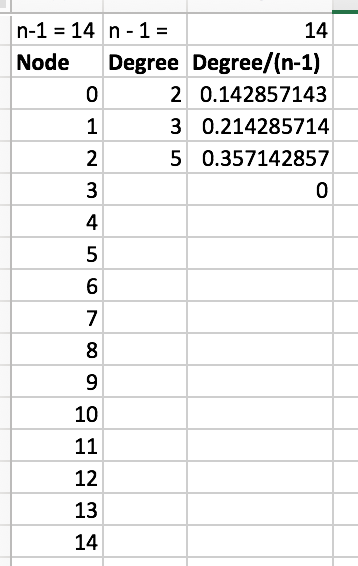 n-1 = 14 n - 1 = 14
Node Degree Degree/(n-1)
0 2 0.142857143
1 3 0.214285714
2 5 0.357142857
3 0
4
5
6
7
8
9
10
11
12
13
14